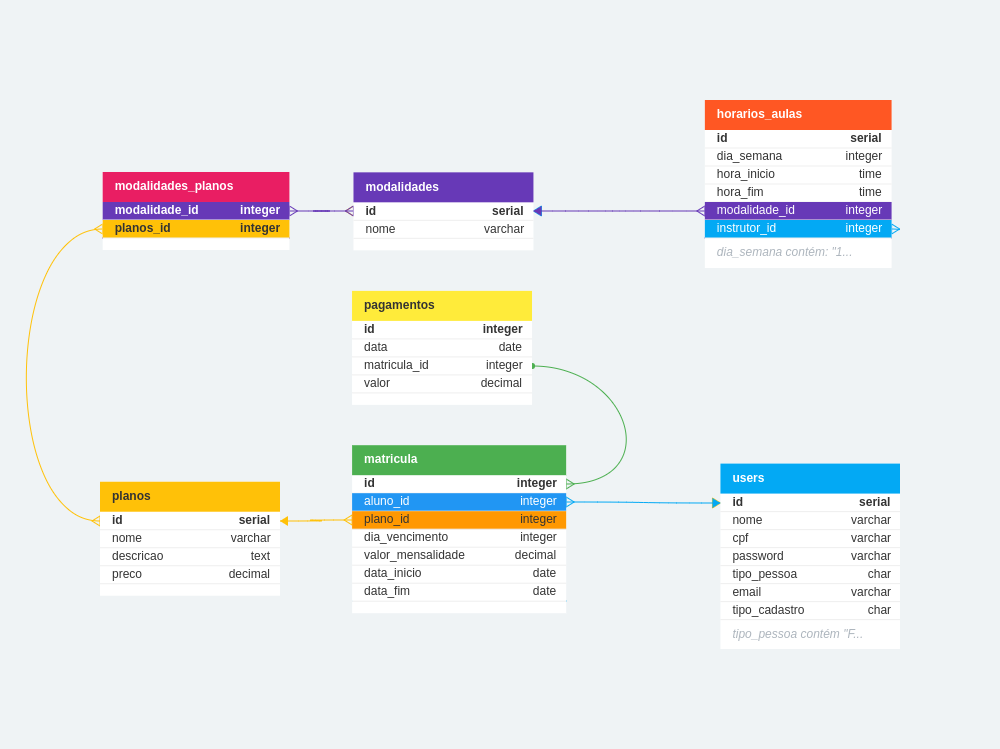 horarios_aulas
id serial
dia_semana integer
hora_inicio time
hora_fim time
modalidade_id integer
instrutor_id integer
dia_semana contém: "1...
modalidades_planos
modalidade_id integer
planos_id integer
modalidades
id serial
nome varchar
pagamentos
id integer
data date
matricula_id integer
valor decimal
matricula
id integer
aluno_id integer
plano_id integer
dia_vencimento integer
valor_mensalidade decimal
data_inicio date
data_fim date
planos
id serial
nome varchar
descricao text
preco decimal
users
id serial
nome varchar
cpf varchar
password varchar
tipo_pessoa char
email varchar
tipo_cadastro char
tipo_pessoa contém "F...